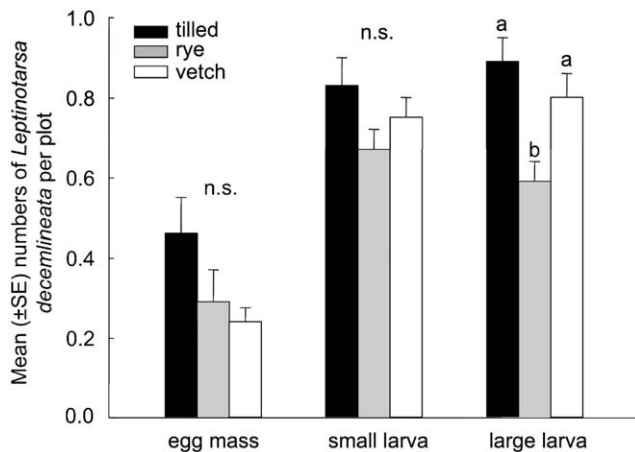 Mean (±SE) numbers of Leptinotarsa
decemlineata per plot
1.0
0.8
0.6
0.4
0.2
0.0
tilled
rye
vetch
n.s.
n.s.
a
b
a
egg mass
small larva
large larva